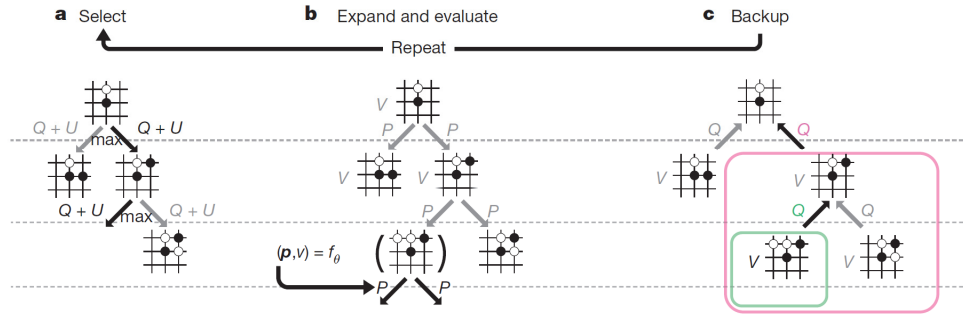 a Select
b Expand and evaluate
c Backup
Repeat
Q + U
max
Q + U
Q + U
max
Q + U
V
P
P
V
V
P
P
(p,v) = fθ
P
P
Q
Q
V
V
Q
Q
V
V